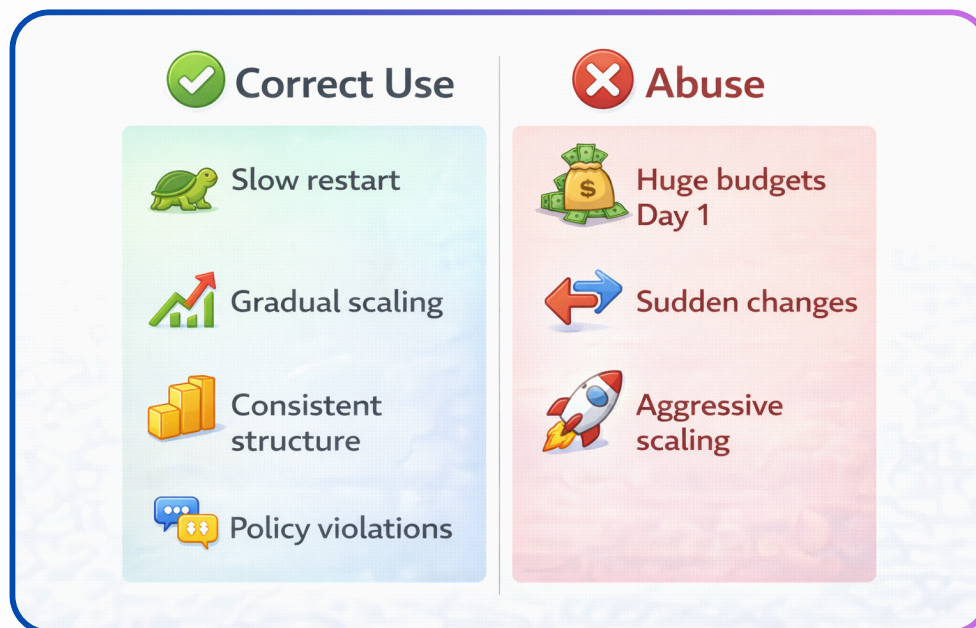 Correct Use
Slow restart
Gradual scaling
Consistent
structure
Policy violations
Abuse
$
Huge budgets
Day 1
Sudden changes
Aggressive
scaling